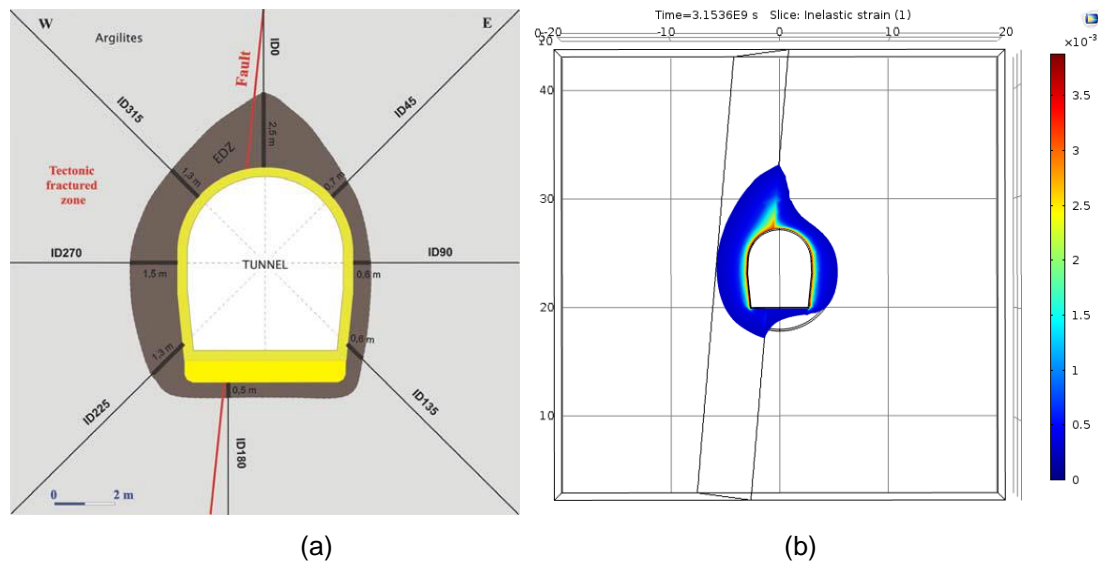 W
E
Argilites
ID0
Fault
ID315
ID45
2,5 m
EDZ
1,3 m
0,7 m
Tectonic
fractured
zone
ID270
TUNNEL
ID90
1,5 m
0,6 m
1,3 m
0,6 m
0,5 m
ID225
ID135
ID180
0 2 m
(a)
Time=3.1536E9 s Slice: Inelastic strain (1)
-20 -10 0 10 20
×10⁻³
40
30
20
10
3.5
3
2.5
2
1.5
1
0.5
0
(b)